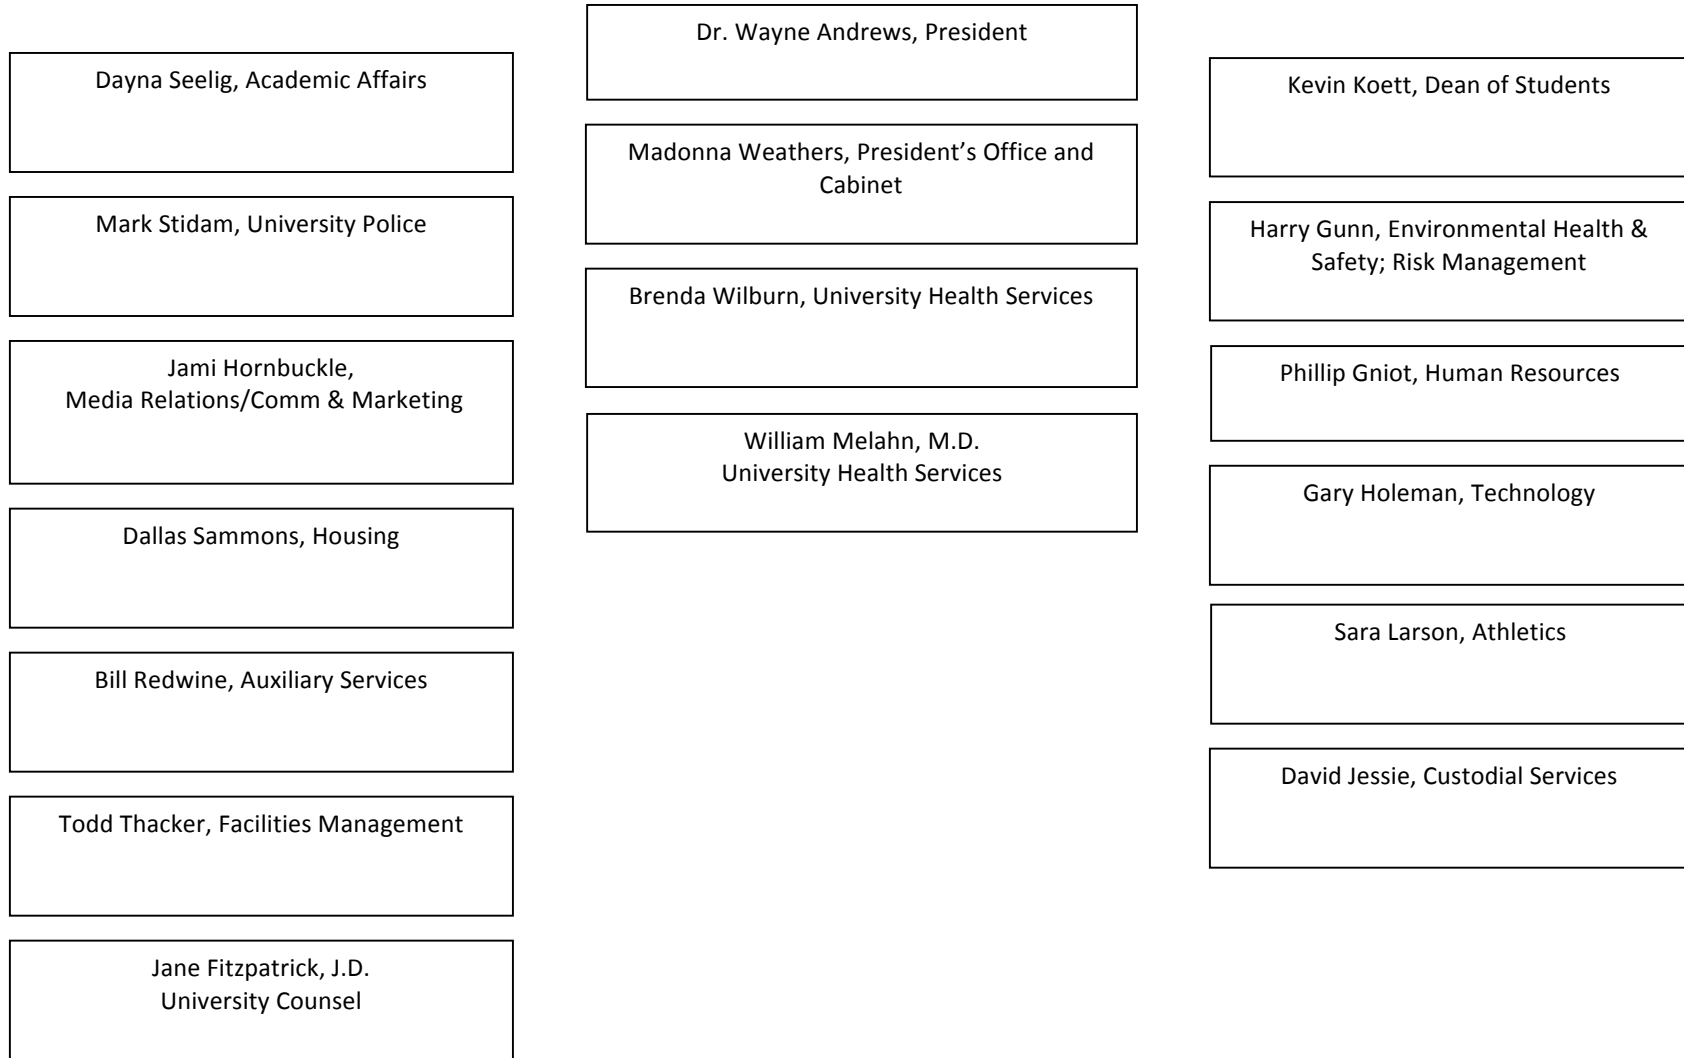 Dr. Wayne Andrews, President
Madonna Weathers, President’s Office and
Cabinet
Brenda Wilburn, University Health Services
William Melahn, M.D.
University Health Services
Dayna Seelig, Academic Affairs
Mark Stidam, University Police
Jami Hornbuckle,
Media Relations/Comm & Marketing
Dallas Sammons, Housing
Bill Redwine, Auxiliary Services
Todd Thacker, Facilities Management
Jane Fitzpatrick, J.D.
University Counsel
Kevin Koett, Dean of Students
Harry Gunn, Environmental Health &
Safety; Risk Management
Phillip Gniot, Human Resources
Gary Holeman, Technology
Sara Larson, Athletics
David Jessie, Custodial Services